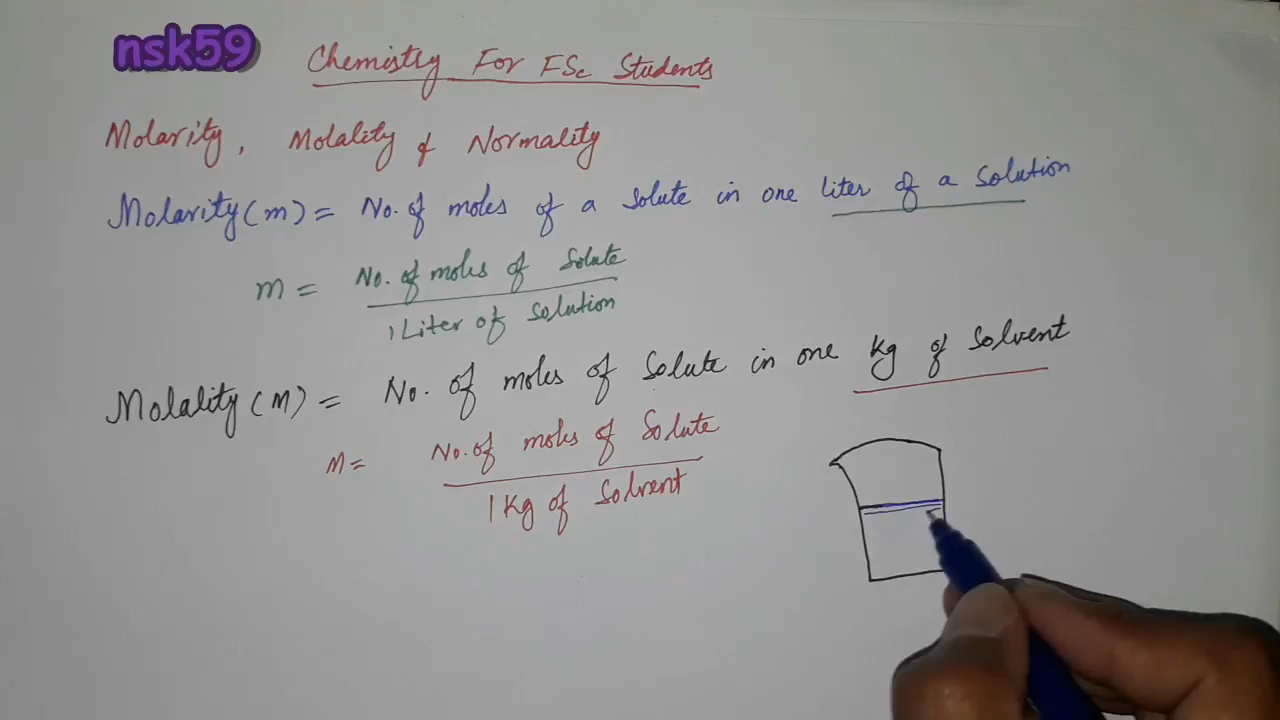 nsk59
Chemistry For FSc Students
Molarity, Molality & Normality
Molarity (m) = No. of moles of a Solute in one liter of a Solution
m = No. of moles of Solute
1 Liter of Solution
Molality (m) = No. of moles of Solute in one Kg of Solvent
m = No. of moles of Solute
1 Kg of Solvent